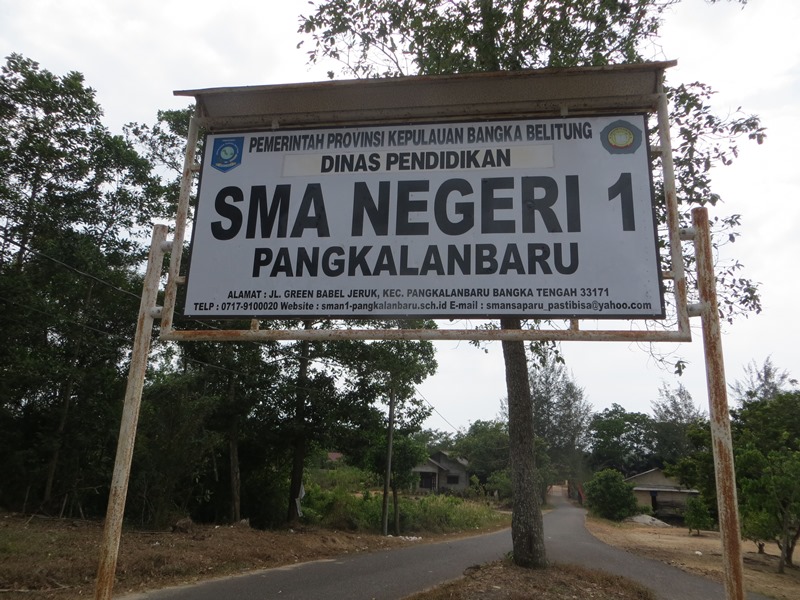 PEMERINTAH PROVINSI KEPULAUAN BANGKA BELITUNG
DINAS PENDIDIKAN
SMA NEGERI 1
PANGKALANBARU
ALAMAT : JL. GREEN BABEL JERUK, KEC. PANGKALANBARU BANGKA TENGAH 33171
TELP : 0717-9100020 Website : sman1-pangkalanbaru.sch.id E-mail : smansaparu_pastibisa@yahoo.com